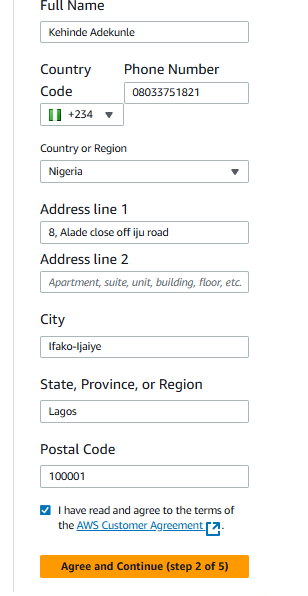 Full Name
Kehinde Adekunle
Country Code
Phone Number
+234
08033751821
Country or Region
Nigeria
Address line 1
8, Alade close off iju road
Address line 2
Apartment, suite, unit, building, floor, etc.
City
Ifako-Ijaiye
State, Province, or Region
Lagos
Postal Code
100001
I have read and agree to the terms of
the AWS Customer Agreement.
Agree and Continue (step 2 of 5)